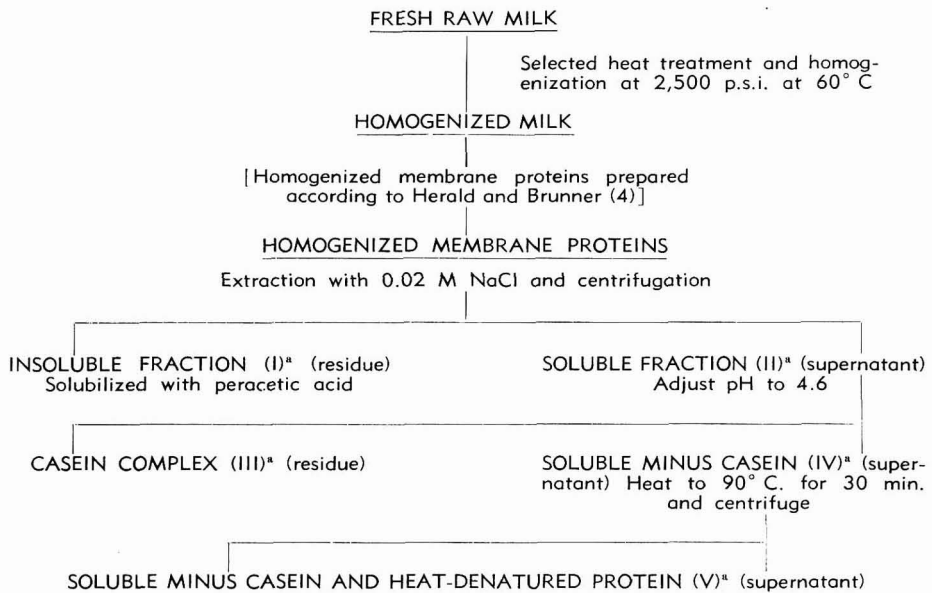 FRESH RAW MILK
Selected heat treatment and homog-
enization at 2,500 p.s.i. at 60° C
HOMOGENIZED MILK
[Homogenized membrane proteins prepared
according to Herald and Brunner (4)]
HOMOGENIZED MEMBRANE PROTEINS
Extraction with 0.02 M NaCl and centrifugation
INSOLUBLE FRACTION (I)ª (residue)
Solubilized with peracetic acid
SOLUBLE FRACTION (II)ª (supernatant)
Adjust pH to 4.6
CASEIN COMPLEX (III)ª (residue)
SOLUBLE MINUS CASEIN (IV)ª (super-
natant) Heat to 90° C. for 30 min.
and centrifuge
SOLUBLE MINUS CASEIN AND HEAT-DENATURED PROTEIN (V)ª (supernatant)